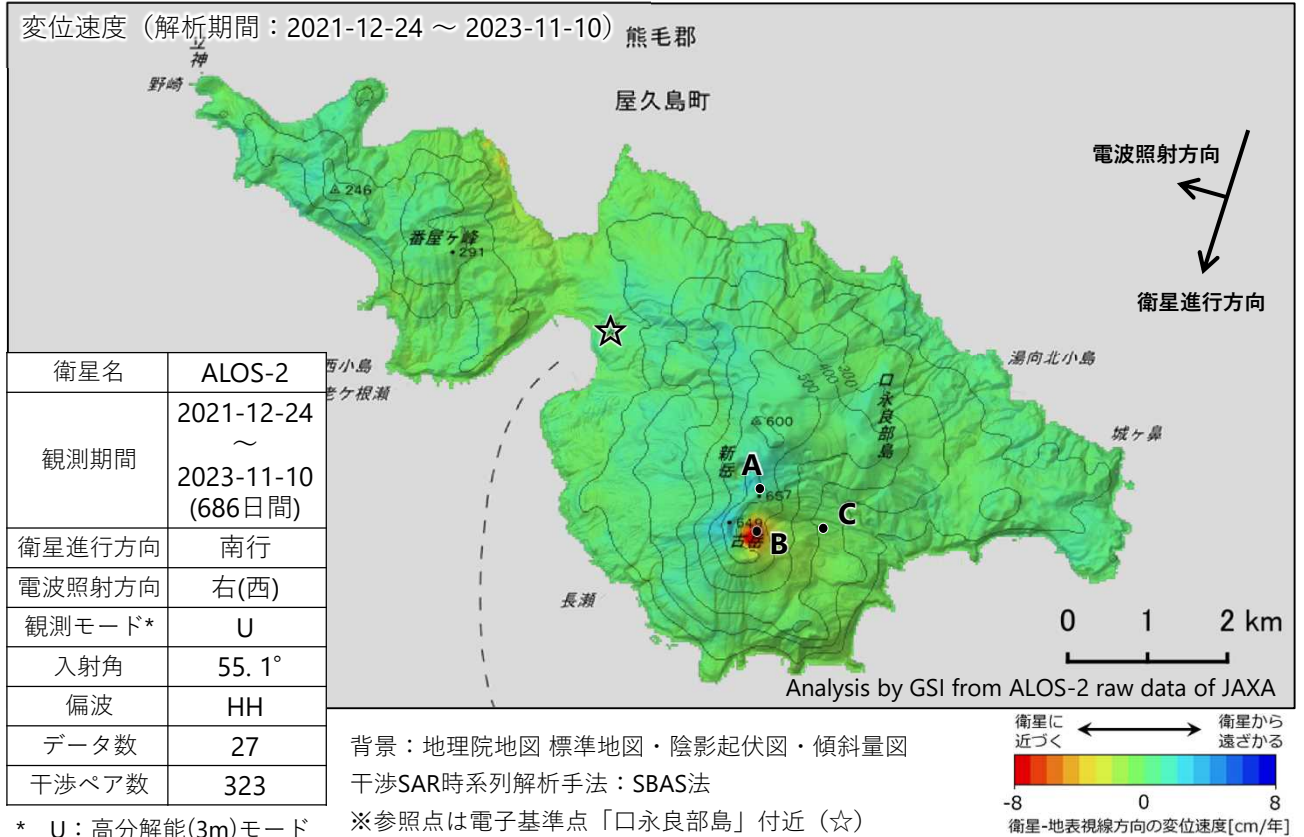 変位速度（解析期間：2021-12-24 ～ 2023-11-10）
熊毛郡
立神
野崎
屋久島町
電波照射方向
246
番屋ヶ峰
291
衛星進行方向
湯向北小島
西小島
老ケ根瀬
口永良部島
300
400
500
600
城ヶ鼻
新岳
A
657
649
C
古岳
B
長瀬
0 1 2 km
Analysis by GSI from ALOS-2 raw data of JAXA
衛星名 ALOS-2
観測期間 2021-12-24
～
2023-11-10
(686日間)
衛星進行方向 南行
電波照射方向 右(西)
観測モード* U
入射角 55. 1°
偏波 HH
データ数 27
干渉ペア数 323
* U：高分解能(3m)モード
背景：地理院地図 標準地図・陰影起伏図・傾斜量図
干渉SAR時系列解析手法：SBAS法
※参照点は電子基準点「口永良部島」付近（☆）
衛星に近づく
衛星から遠ざかる
-8 0 8
衛星-地表視線方向の変位速度[cm/年]